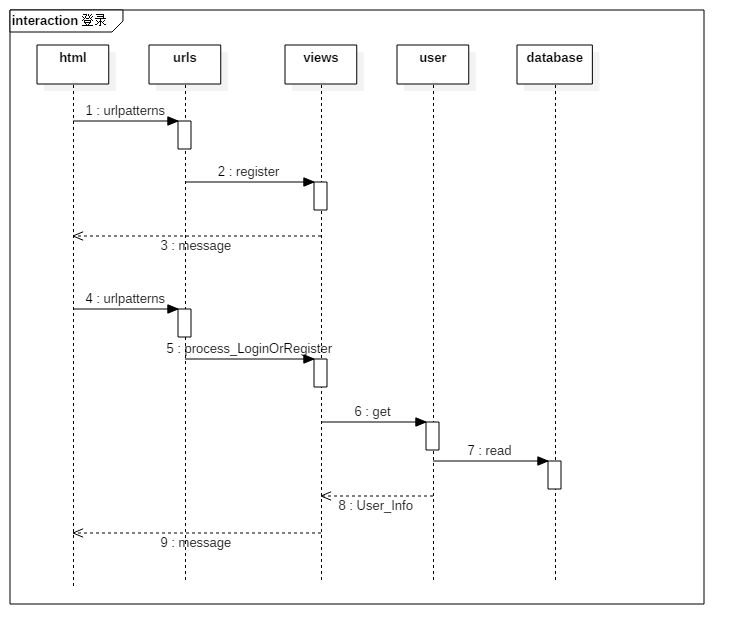 interaction 登录
html
urls
views
user
database
1 : urlpatterns
2 : register
3 : message
4 : urlpatterns
5 : process_LoginOrRegister
6 : get
7 : read
8 : User_Info
9 : message